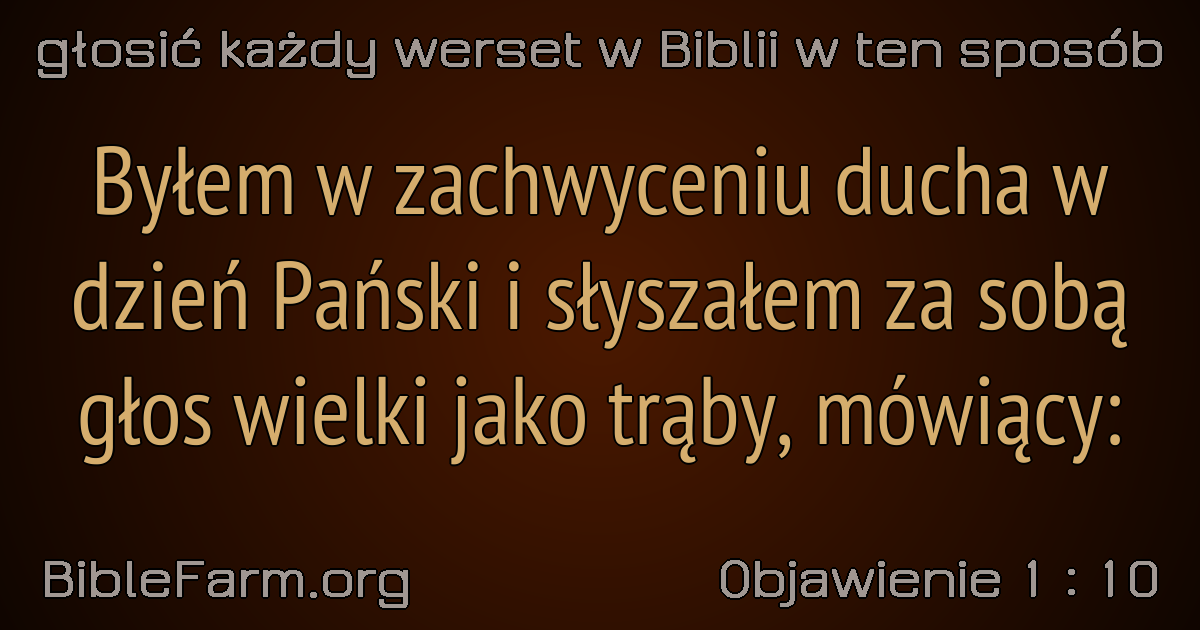 głosić każdy werset w Biblii w ten sposób
Byłem w zachwyceniu ducha w
dzień Pański i słyszałem za sobą
głos wielki jako trąby, mówiący:
BibleFarm.org
Objawienie 1 : 10